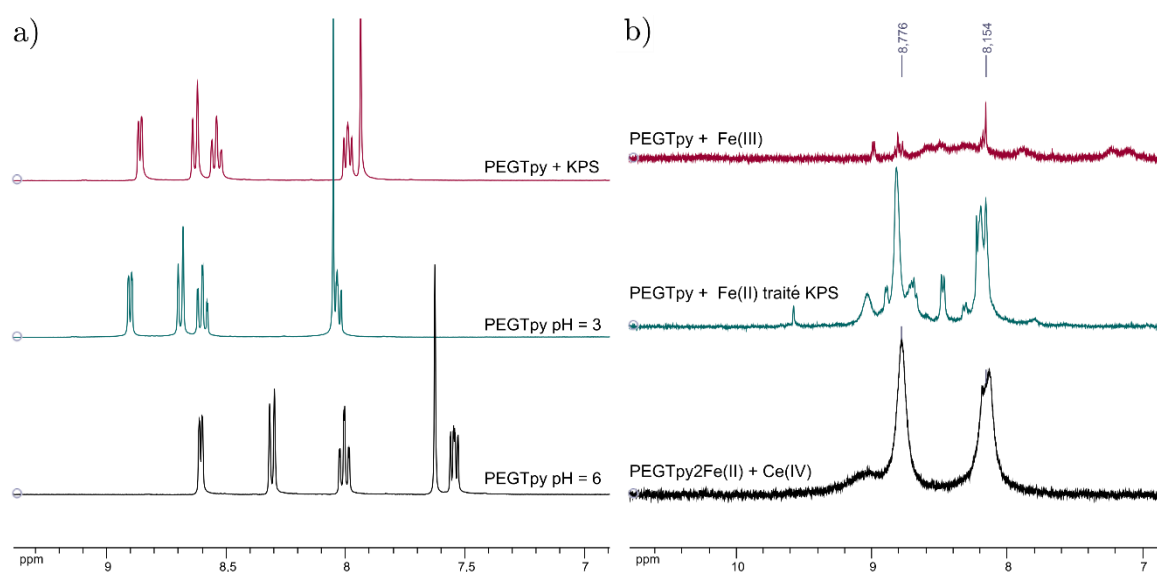 a)
PEGTpy + KPS
PEGTpy pH = 3
PEGTpy pH = 6
ppm 9 8.5 8 7.5 7
b)
8,776 8,154
PEGTpy + Fe(III)
PEGTpy + Fe(II) traité KPS
PEGTpy2Fe(II) + Ce(IV)
ppm 10 9 8 7